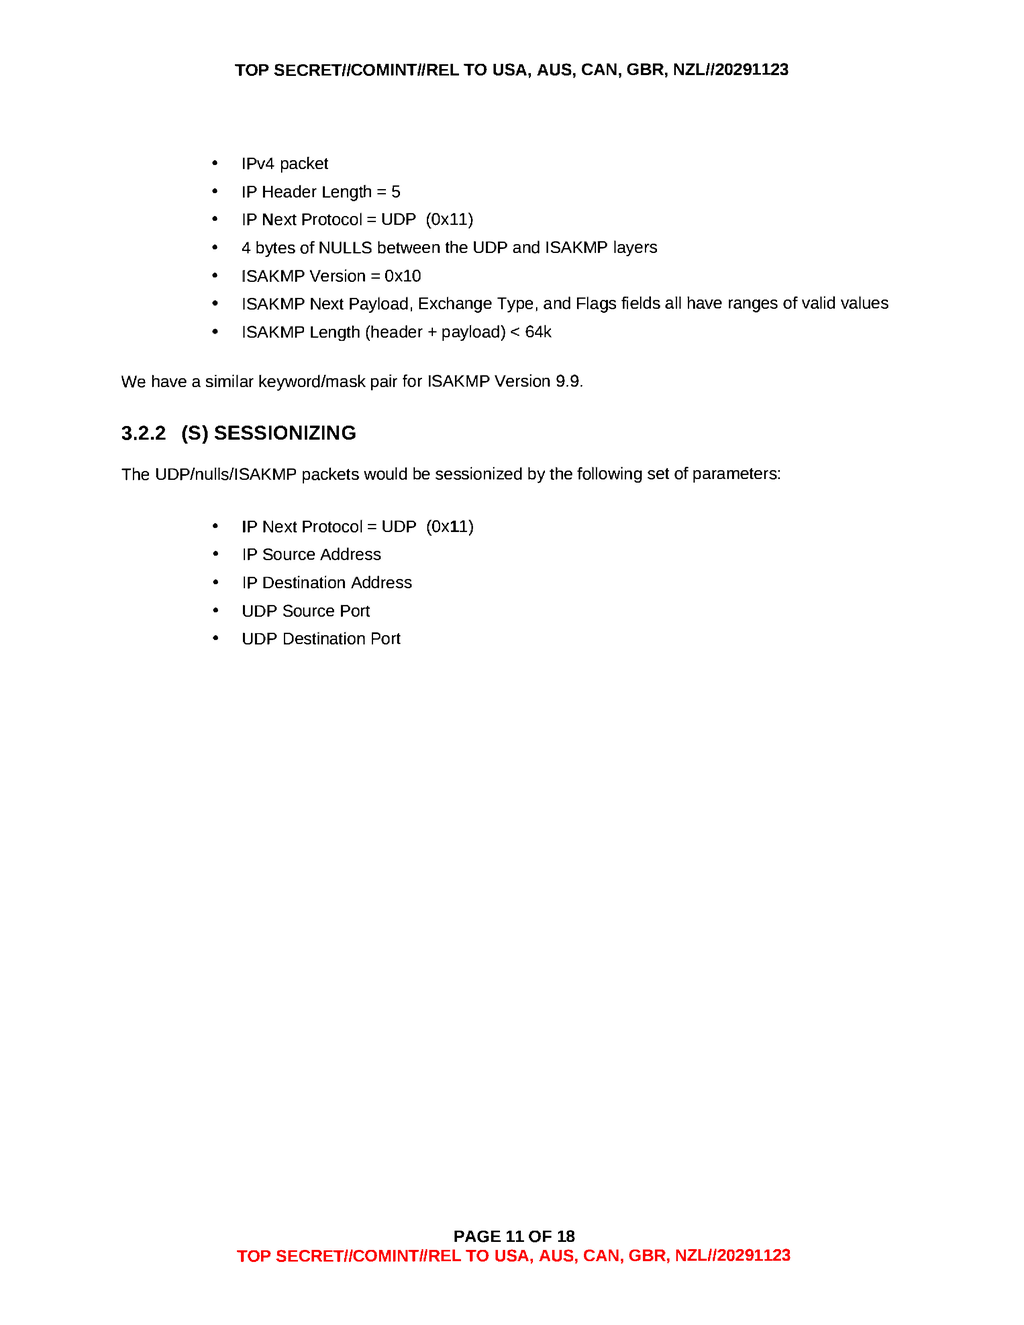 TOP SECRET//COMINT//REL TO USA, AUS, CAN, GBR, NZL//20291123
• IPv4 packet
• IP Header Length = 5
• IP Next Protocol = UDP (0x11)
• 4 bytes of NULLS between the UDP and ISAKMP layers
• ISAKMP Version = 0x10
• ISAKMP Next Payload, Exchange Type, and Flags fields all have ranges of valid values
• ISAKMP Length (header + payload) < 64k
We have a similar keyword/mask pair for ISAKMP Version 9.9.
3.2.2 (S) SESSIONIZING
The UDP/nulls/ISAKMP packets would be sessionized by the following set of parameters:
• IP Next Protocol = UDP (0x11)
• IP Source Address
• IP Destination Address
• UDP Source Port
• UDP Destination Port
PAGE 11 OF 18
TOP SECRET//COMINT//REL TO USA, AUS, CAN, GBR, NZL//20291123